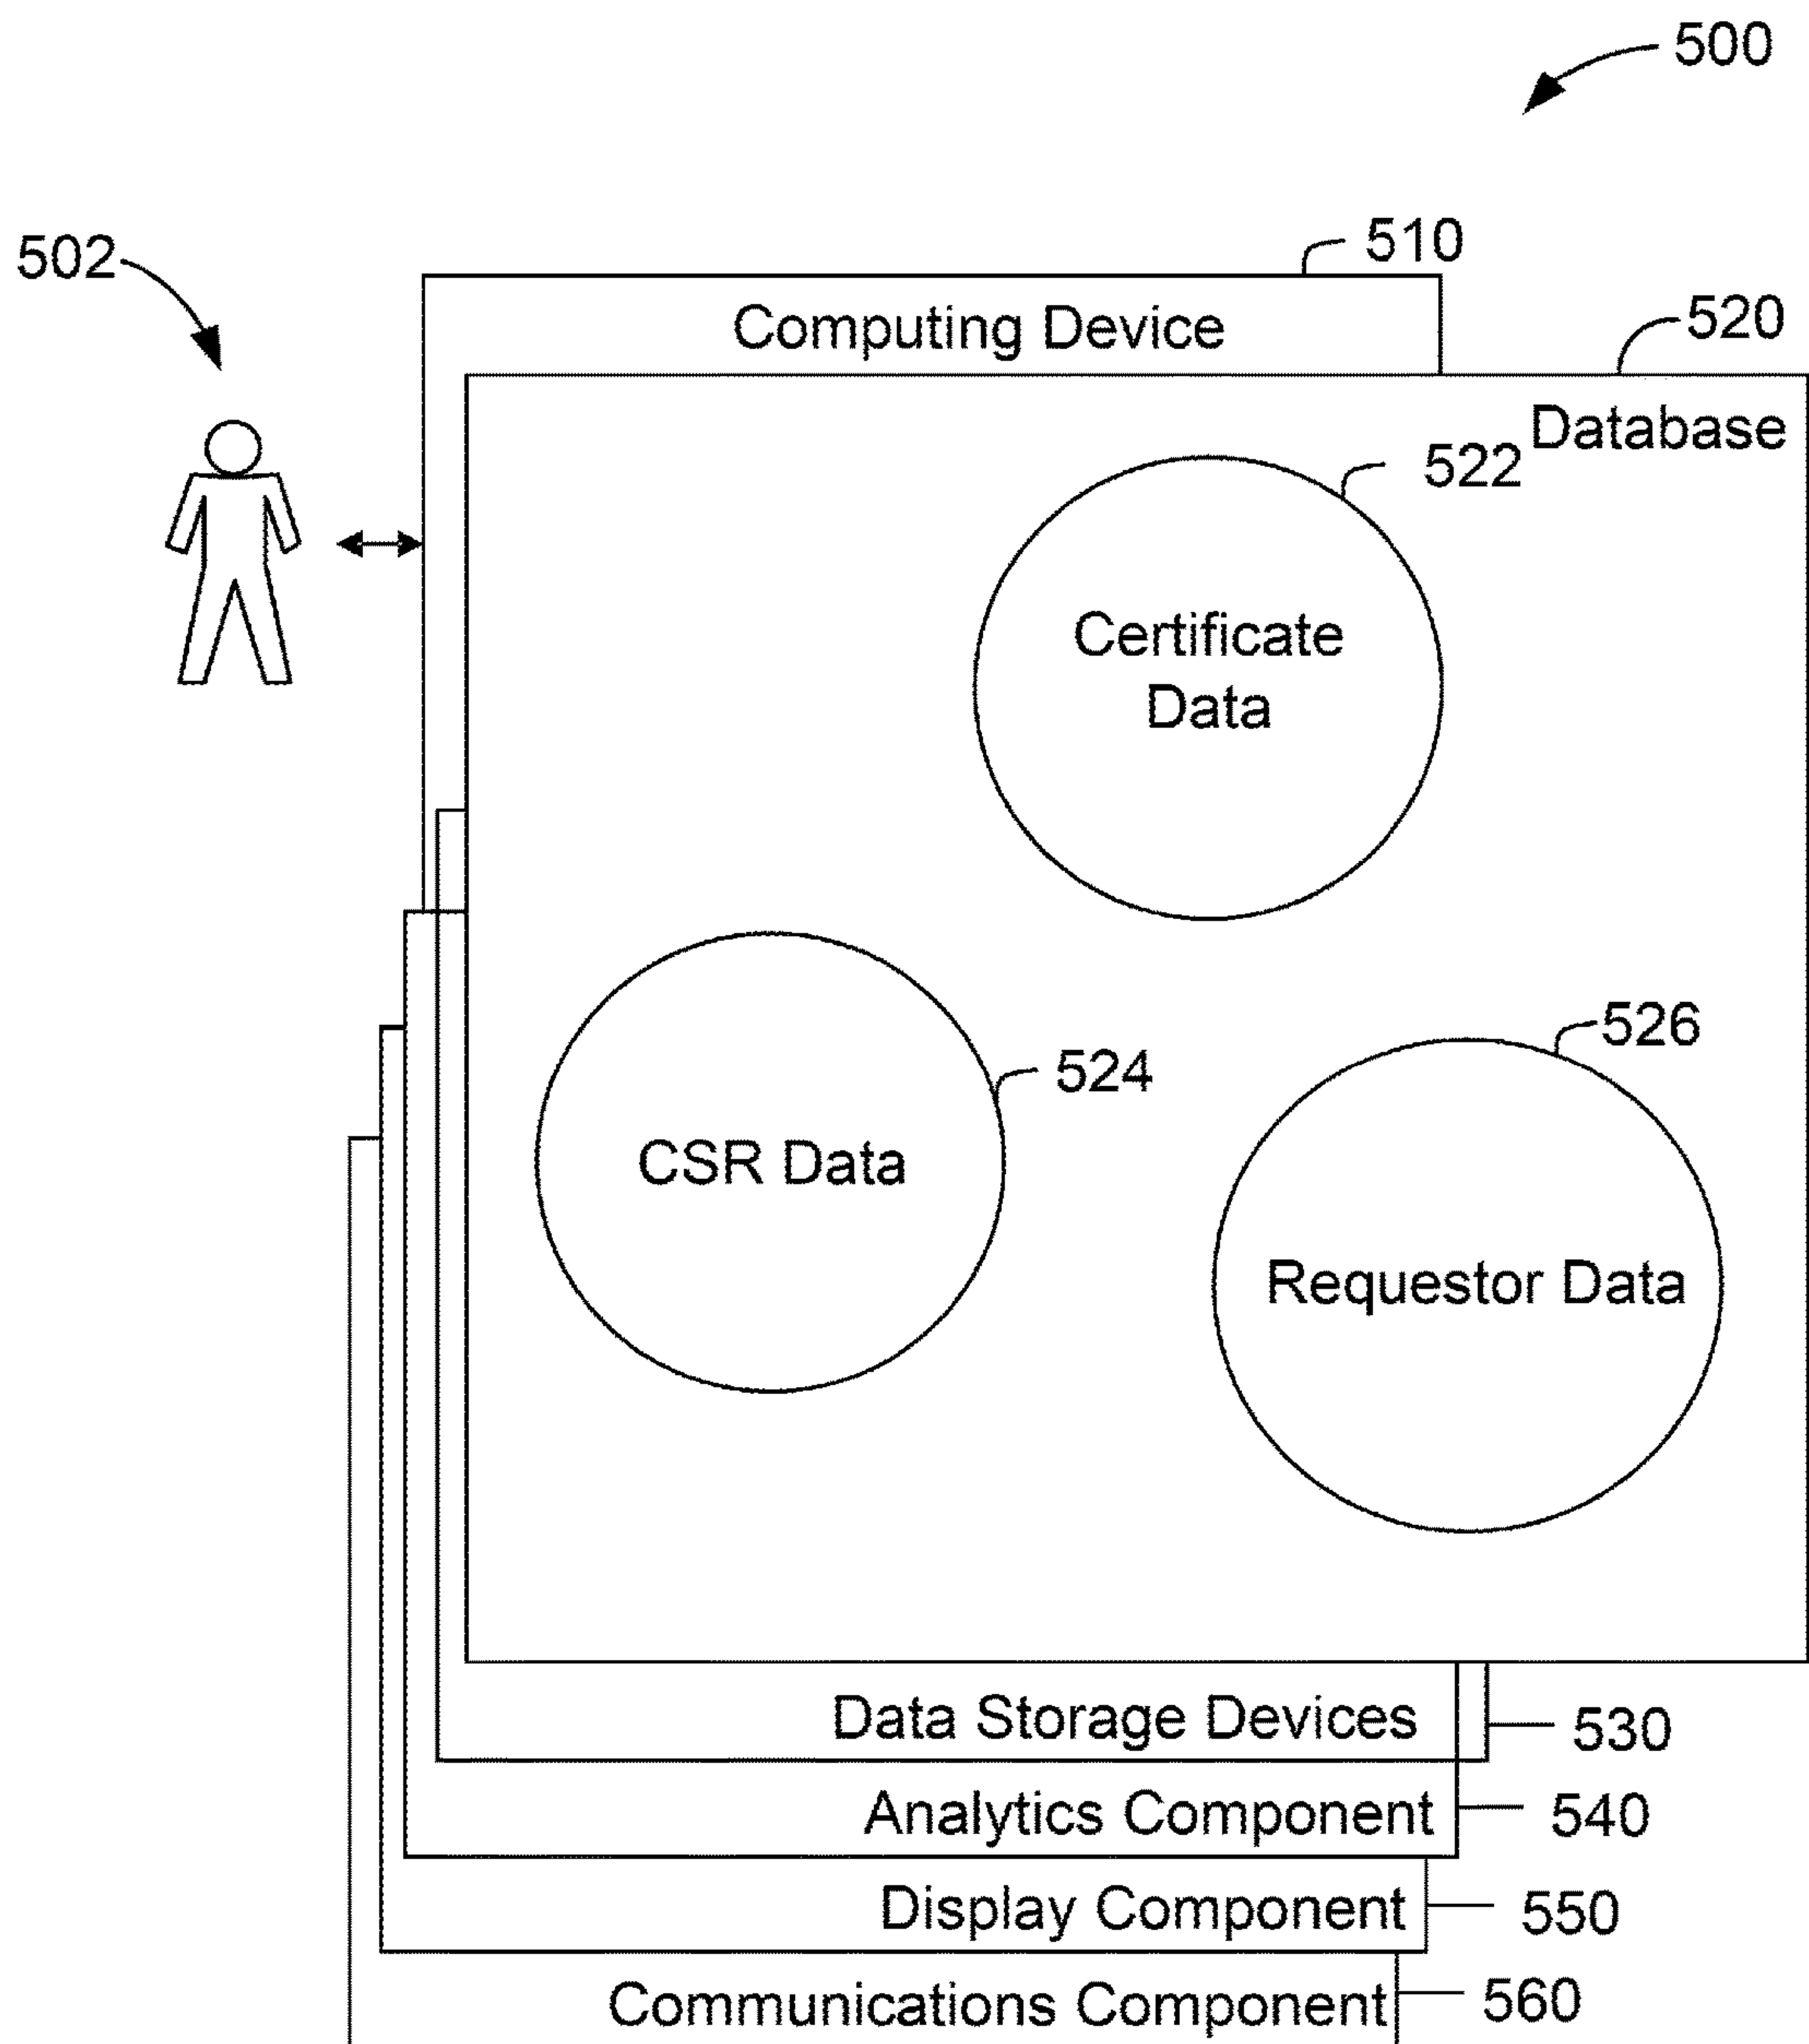 500
502
510
Computing Device
520
Database
522
Certificate
Data
526
524
CSR Data
Requestor Data
Data Storage Devices
530
Analytics Component
540
Display Component
550
Communications Component
560